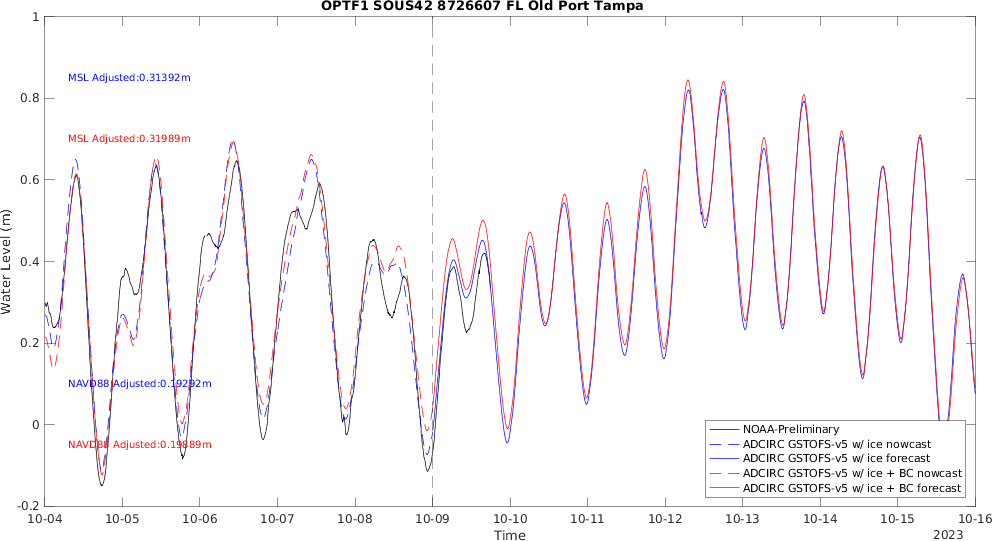 OPTF1 SOUS42 8726607 FL Old Port Tampa
1
0.8
0.6
0.4
0.2
0
-0.2
Water Level (m)
MSL Adjusted:0.31392m
MSL Adjusted:0.31989m
NAVD88 Adjusted:0.19292m
NAVD88 Adjusted:0.19889m
NOAA-Preliminary
ADCIRC GSTOFS-v5 w/ ice nowcast
ADCIRC GSTOFS-v5 w/ ice forecast
ADCIRC GSTOFS-v5 w/ ice + BC nowcast
ADCIRC GSTOFS-v5 w/ ice + BC forecast
10-04 10-05 10-06 10-07 10-08 10-09 10-10 10-11 10-12 10-13 10-14 10-15 10-16
Time
2023